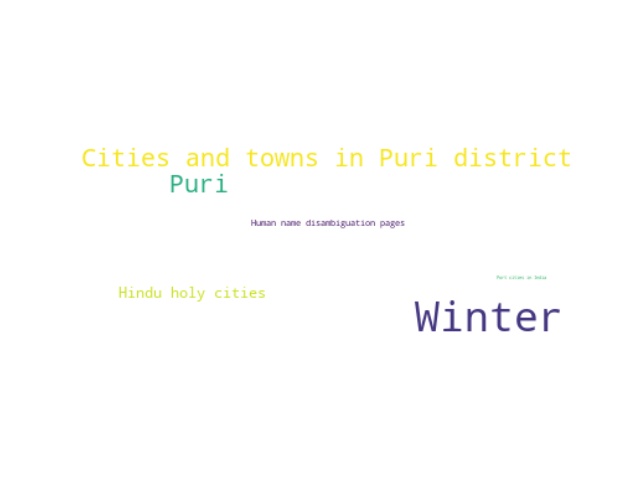 Cities and towns in Puri district
Puri
Human name disambiguation pages
Port cities in India
Hindu holy cities
Winter